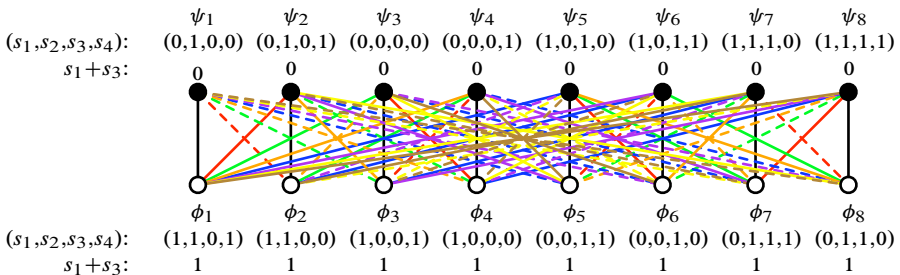 ψ₁ ψ₂ ψ₃ ψ₄ ψ₅ ψ₆ ψ₇ ψ₈
(s₁,s₂,s₃,s₄): (0,1,0,0) (0,1,0,1) (0,0,0,0) (0,0,0,1) (1,0,1,0) (1,0,1,1) (1,1,1,0) (1,1,1,1)
s₁+s₃: 0 0 0 0 0 0 0 0
ϕ₁ ϕ₂ ϕ₃ ϕ₄ ϕ₅ ϕ₆ ϕ₇ ϕ₈
(s₁,s₂,s₃,s₄): (1,1,0,1) (1,1,0,0) (1,0,0,1) (1,0,0,0) (0,0,1,1) (0,0,1,0) (0,1,1,1) (0,1,1,0)
s₁+s₃: 1 1 1 1 1 1 1 1